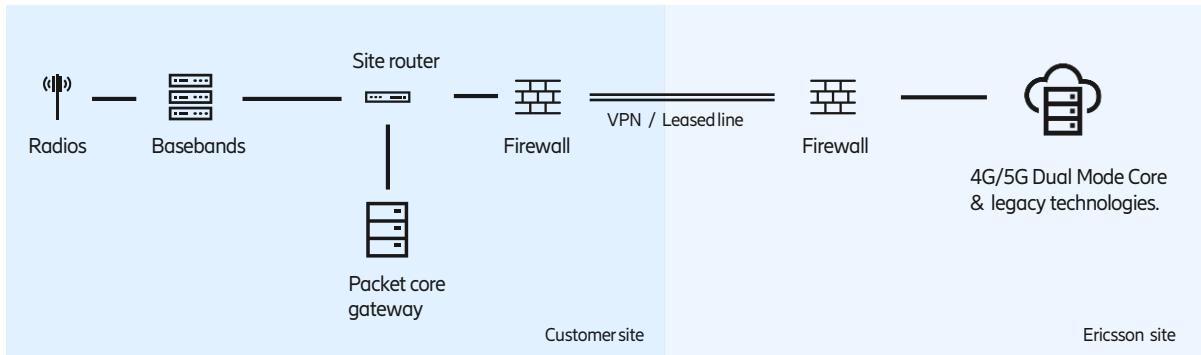 Site router
Radios
Basebands
Firewall
VPN / Leased line
Firewall
4G/5G Dual Mode Core
& legacy technologies.
Packet core
gateway
Customer site
Ericsson site